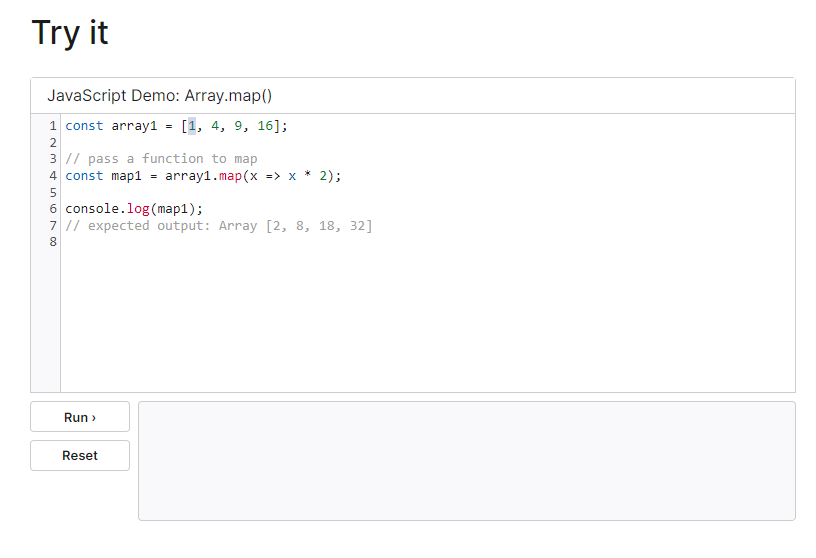 Try it
JavaScript Demo: Array.map()
1 const array1 = [1, 4, 9, 16];
2
3 // pass a function to map
4 const map1 = array1.map(x => x * 2);
5
6 console.log(map1);
7 // expected output: Array [2, 8, 18, 32]
8
Run ›
Reset